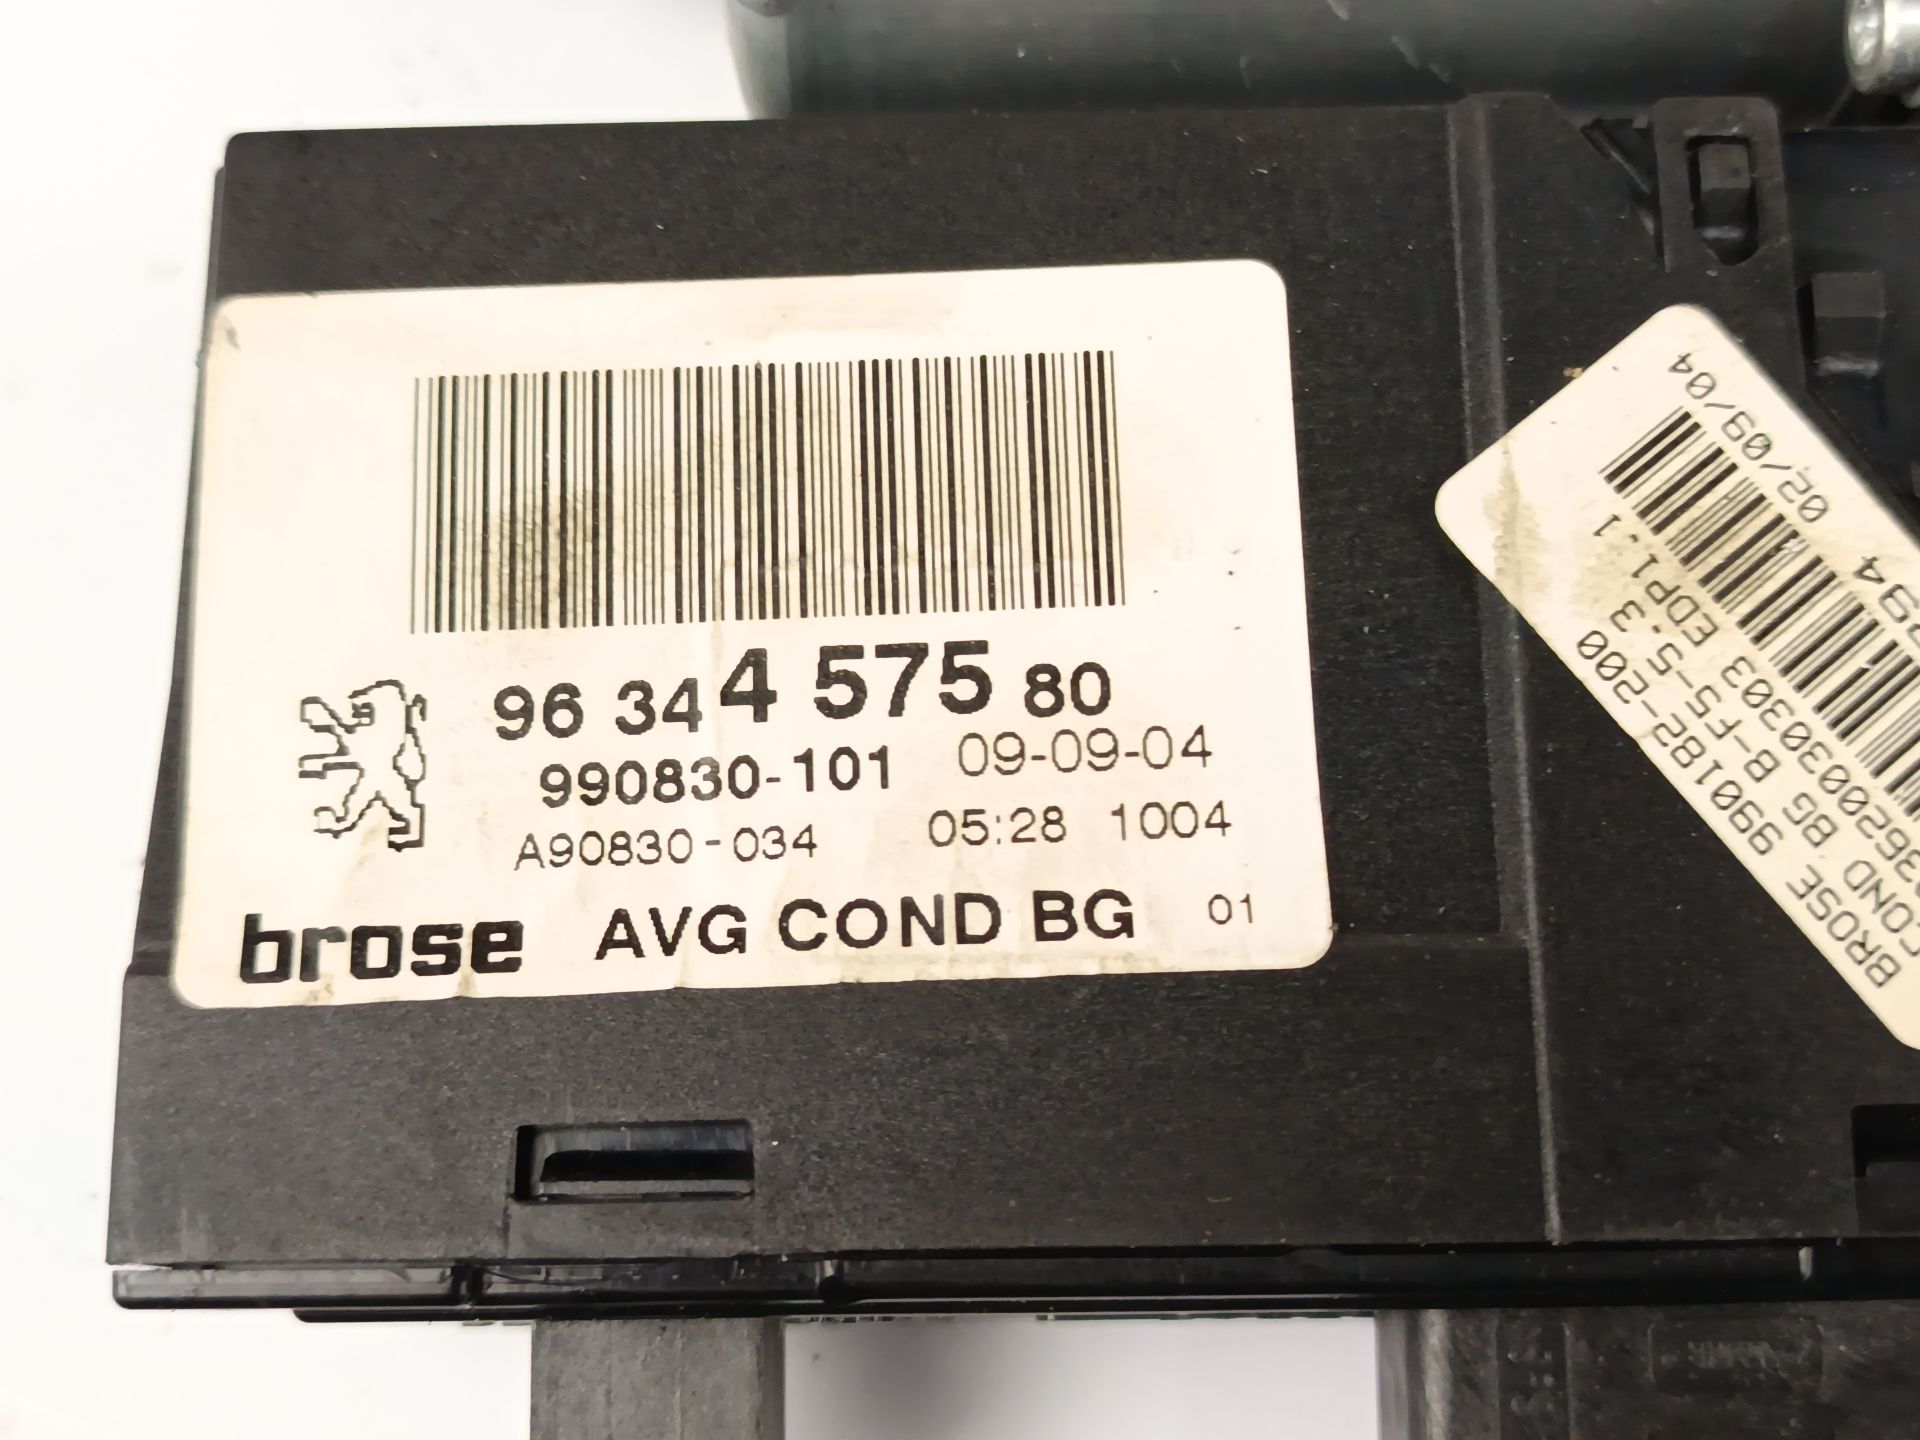 96 34 4 575 80
990830-101 09-09-04
A90830-034 05:28 1004
brose AVG COND BG 01
02/09/04
BROSE 990182-200
COND BG B-F5-5.3
EDP1.1